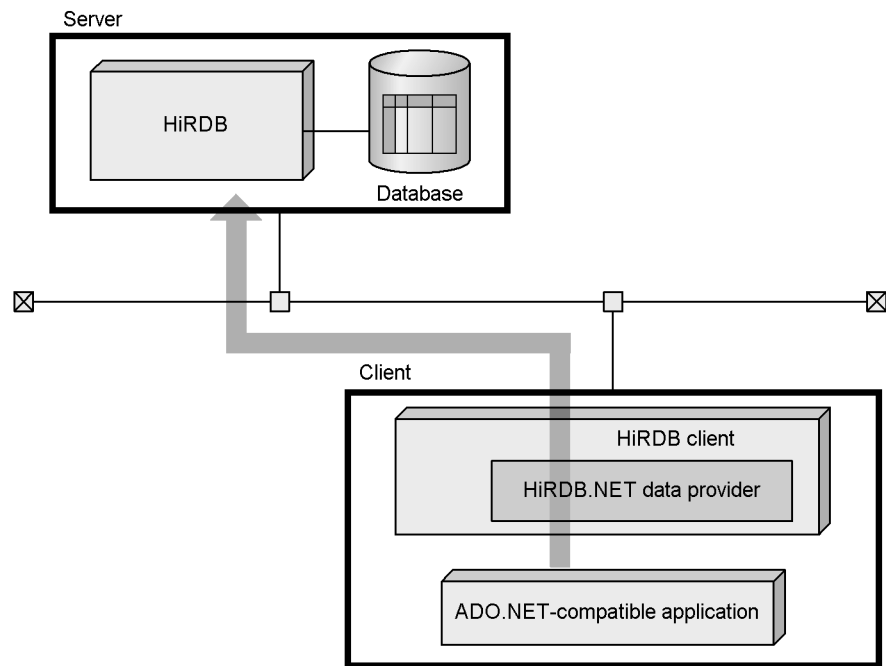 Server
HiRDB
Database
Client
HiRDB client
HiRDB.NET data provider
ADO.NET-compatible application